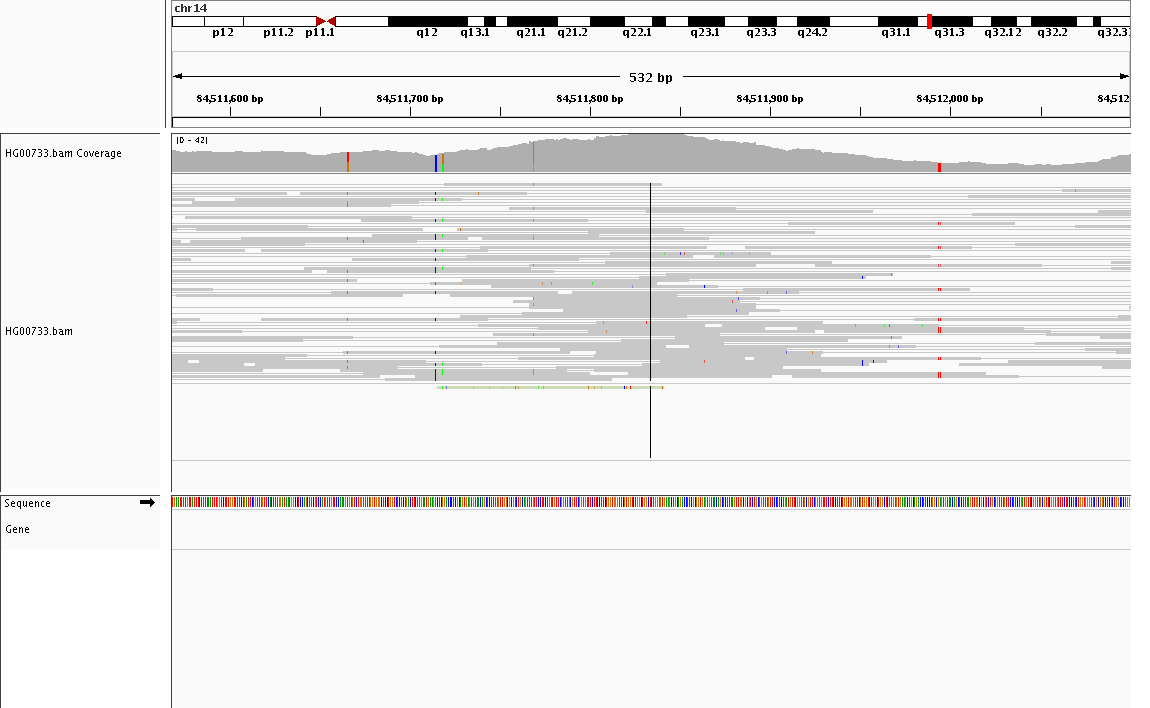 chr14
p12 p11.2 p11.1 q12 q13.1 q21.1 q21.2 q22.1 q23.1 q23.3 q24.2 q31.1 q31.3 q32.12 q32.2 q32.31
532 bp
84,511,600 bp 84,511,700 bp 84,511,800 bp 84,511,900 bp 84,512,000 bp 84,512
[0 - 42]
HG00733.bam Coverage
HG00733.bam
Sequence
Gene